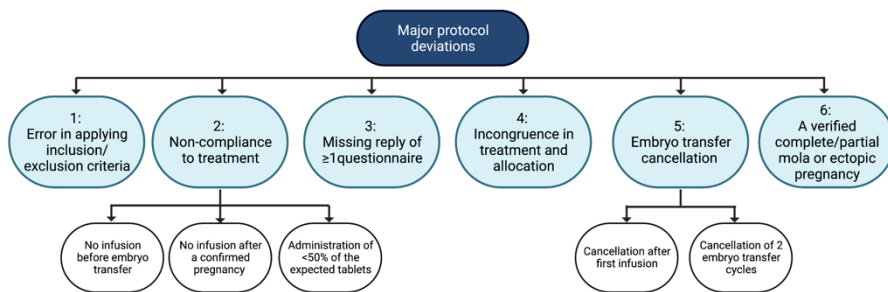 Major protocol
deviations
1:
Error in applying
inclusion/
exclusion criteria
2:
Non-compliance
to treatment
3:
Missing reply of
≥1questionnaire
4:
Incongruence in
treatment and
allocation
5:
Embryo transfer
cancellation
6:
A verified
complete/partial
mola or ectopic
pregnancy
No infusion
before embryo
transfer
No infusion after
a confirmed
pregnancy
Administration of
<50% of the
expected tablets
Cancellation after
first infusion
Cancellation of 2
embryo transfer
cycles